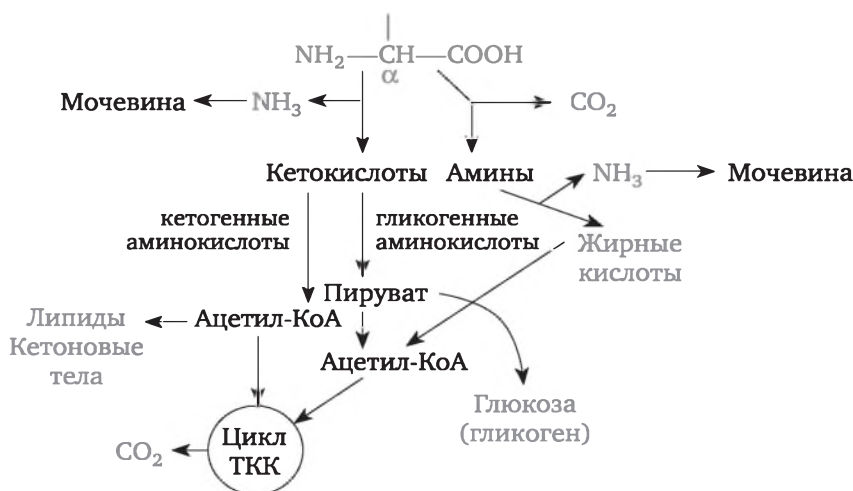 NH₂—CH—COOH
α
Мочевина
NH₃
CO₂
Кетокислоты
Амины
NH₃
Мочевина
кетогенные
аминокислоты
гликогенные
аминокислоты
Жирные
кислоты
Пируват
Липиды
Кетоновые
тела
Ацетил-КоА
Ацетил-КоА
Глюкоза
(гликоген)
CO₂
Цикл
ТКК